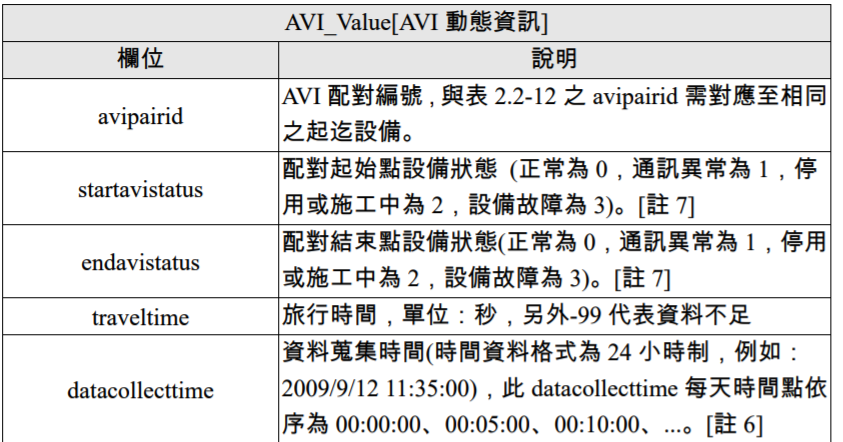 AVI_Value[AVI 動態資訊]
欄位
說明
avipairid
AVI 配對編號，與表 2.2-12 之 avipairid 需對應至相同
之起迄設備。
startavistatus
配對起始點設備狀態 (正常為 0，通訊異常為 1，停
用或施工中為 2，設備故障為 3)。[註 7]
endavistatus
配對結束點設備狀態(正常為 0，通訊異常為 1，停用
或施工中為 2，設備故障為 3)。[註 7]
traveltime
旅行時間，單位：秒，另外-99 代表資料不足
datacollecttime
資料蒐集時間(時間資料格式為 24 小時制，例如：
2009/9/12 11:35:00)，此 datacollecttime 每天時間點依
序為 00:00:00、00:05:00、00:10:00、...。[註 6]